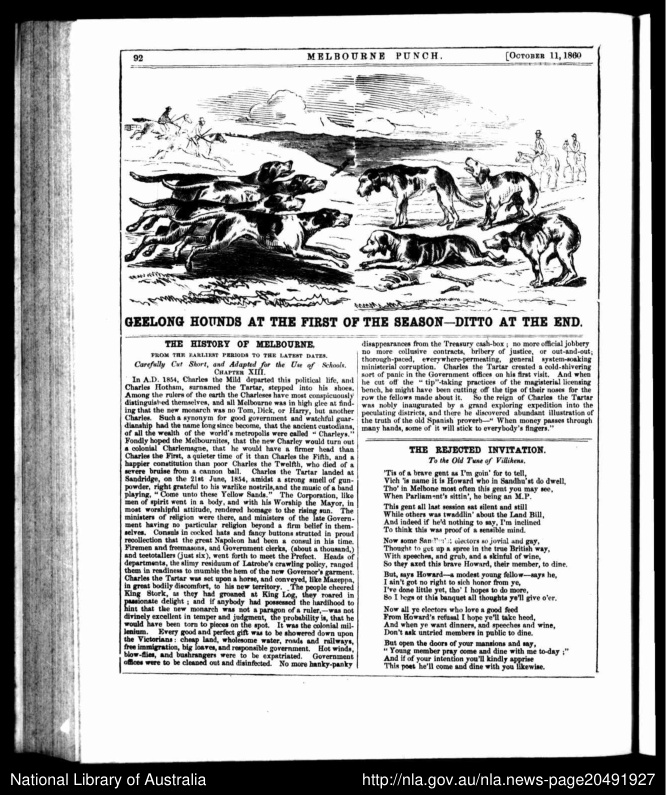 92
MELBOURNE PUNCH.
[OCTOBER 11, 1860
GEELONG HOUNDS AT THE FIRST OF THE SEASON—DITTO AT THE END.
THE HISTORY OF MELBOURNE.
FROM THE EARLIEST PERIODS TO THE LATEST DATES.
Carefully Cut Short, and Adapted for the Use of Schools.
CHAPTER XIII.
In A.D. 1854, Charles the Mild departed this political life, and
Charles Hotham, surnamed the Tartar, stepped into his shoes.
Among the rulers of the earth the Charleses have most conspicuously
distinguished themselves, and all Melbourne was in high glee at find-
ing that the new monarch was no Tom, Dick, or Harry, but another
Charles. Such a synonym for good government and watchful guar-
dianship had the name long since become, that the ancient custodians,
of all the wealth of the world's metropolis were called "Charleys."
Fondly hoped the Melbournites, that the new Charley would turn out
a colonial Charlemagne, that he would have a firmer head than
Charles the First, a quieter time of it than Charles the Fifth, and a
happier constitution than poor Charles the Twelfth, who died of a
severe bruise from a cannon ball. Charles the Tartar landed at
Sandridge, on the 21st June, 1854, amidst a strong smell of gun-
powder, right grateful to his warlike nostrils, and the music of a band
playing, "Come unto these Yellow Sands." The Corporation, like
men of spirit went in a body, and with his Worship the Mayor, in
most worshipful attitude, rendered homage to the rising sun. The
ministers of religion were there, and ministers of the late Govern-
ment having no particular religion beyond a firm belief in them-
selves. Consuls in cocked hats and fancy buttons strutted in proud
recollection that the great Napoleon had been a consul in his time.
Firemen and freemasons, and Government clerks, (about a thousand,)
and teetotallers (just six), went forth to meet the Prefect. Heads of
departments, the slimy residuum of Latrobe's crawling policy, ranged
them in readiness to mumble the hem of the new Governor's garment.
Charles the Tartar was set upon a horse, and conveyed, like Mazeppa,
in great bodily discomfort, to his new territory. The people cheered
King Stork, as they had groaned at King Log, they roared in
passionate delight; and if anybody had possessed the hardihood to
hint that the new monarch was not a paragon of a ruler,—was not
divinely excellent in temper and judgment, the probability is, that he
would have been torn to pieces on the spot. It was the colonial mil-
lenium. Every good and perfect gift was to be showered down upon
the Victorians: cheap land, wholesome water, roads and railways,
free immigration, big loaves, and responsible government. Hot winds,
blow-flies, and bushrangers were to be expatriated. Government
offices were to be cleaned out and disinfected. No more hanky-panky
disappearances from the Treasury cash-box; no more official jobbery
no more collusive contracts, bribery of justice, or out-and-out;
thorough-paced, everywhere-permeating, general system-soaking
ministerial corruption. Charles the Tartar created a cold-shivering
sort of panic in the Government offices on his first visit. And when
he cut off the "tip"-taking practices of the magisterial licensing
bench, he might have been cutting off the tips of their noses for the
row the fellows made about it. So the reign of Charles the Tartar
was nobly inaugurated by a grand exploring expedition into the
peculating districts, and there he discovered abundant illustration of
the truth of the old Spanish proverb—"When money passes through
many hands, some of it will stick to everybody's fingers."
THE REJECTED INVITATION.
To the Old Tune of Villikens.
'Tis of a brave gent as I'm goin' for to tell,
Vich 'is name it is Howard who in Sandhu'st do dwell,
Tho' in Melbone most often this gent you may see,
When Parliam-nt's sittin', he being an M.P.
This gent all last session sat silent and still
While others was twaddlin' about the Land Bill,
And indeed if he'd nothing to say, I'm inclined
To think this was proof of a sensible mind.
Now some electors so jovial and gay,
Thought to get up a spree in the true British way,
With speeches, and grub, and a skinful of wine,
So they axed this brave Howard, their member, to dine.
But, says Howard—a modest young fellow—says he,
I ain't got no right to sich honor from ye,
I've done little yet, tho' I hopes to do more,
So I begs ot this banquet all thoughts ye'll give o'er.
Now all ye electors who love a good feed
From Howard's refusal I hope ye'll take heed,
And when ye want dinners, and speeches and wine,
Don't ask untried members in public to dine.
But open the doors of your mansions and say,
"Young member pray come and dine with me to-day;"
And if of your intention you'll kindly apprise
This poet he'll come and dine with you likewise.
National Library of Australia
http://nla.gov.au/nla.news-page20491927